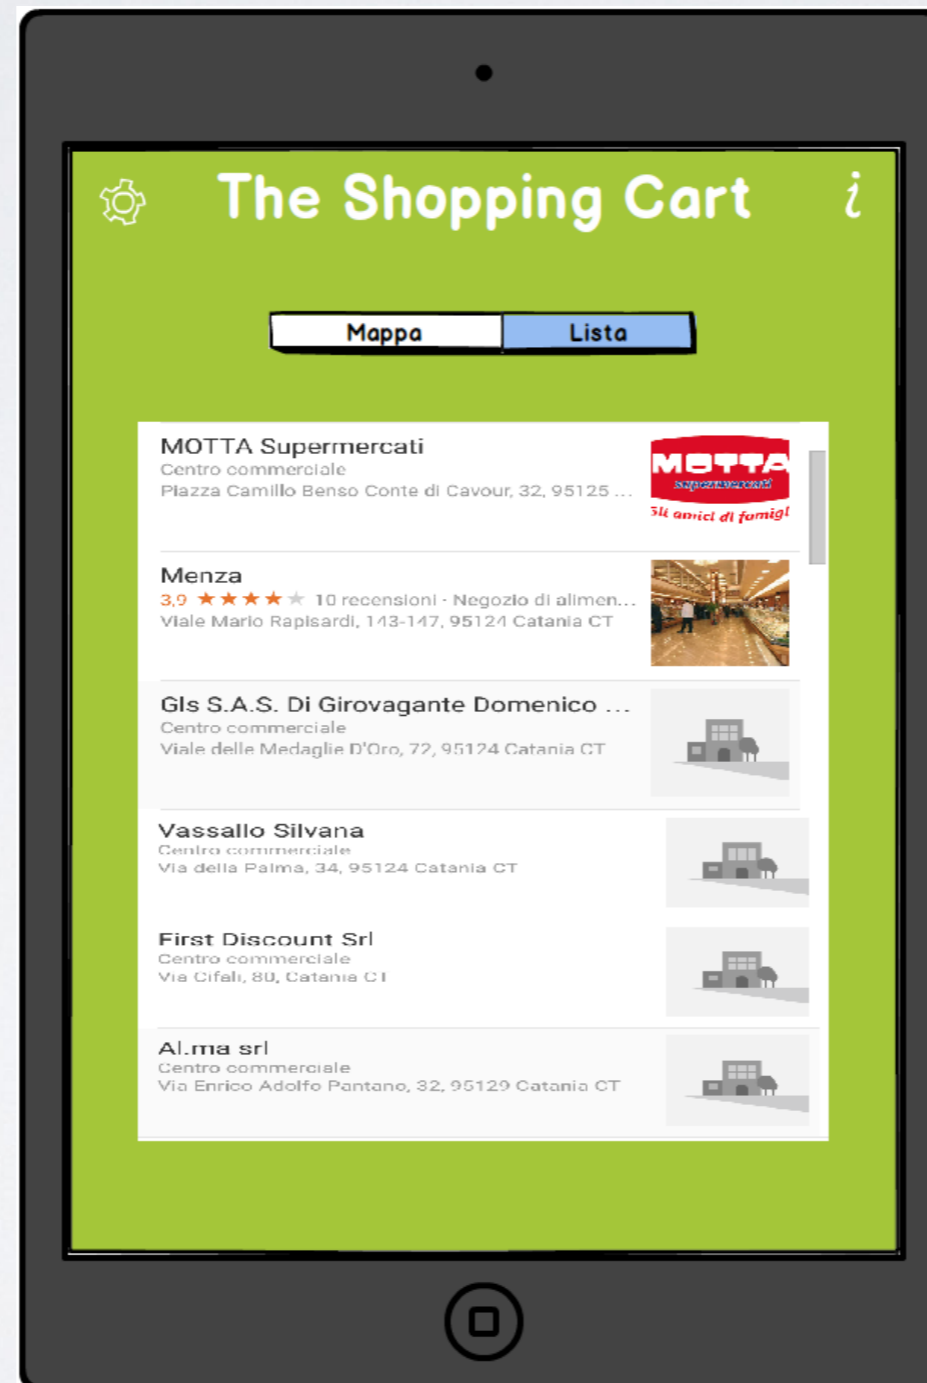 The Shopping Cart i
Mappa Lista
MOTTA Supermercati
Centro commerciale
Piazza Camillo Benso Conte di Cavour, 32, 95125 ...
MOTTA
supermercati
Gli amici di famigl
Menza
3,9 ★★★★★ 10 recensioni · Negozio di alimen...
Viale Mario Rapisardi, 143-147, 95124 Catania CT
Gls S.A.S. Di Girovagante Domenico ...
Centro commerciale
Viale delle Medaglie D'Oro, 72, 95124 Catania CT
Vassallo Silvana
Centro commerciale
Via della Palma, 34, 95124 Catania CT
First Discount Srl
Centro commerciale
Via Cifali, 80, Catania CT
Al.ma srl
Centro commerciale
Via Enrico Adolfo Pantano, 32, 95129 Catania CT